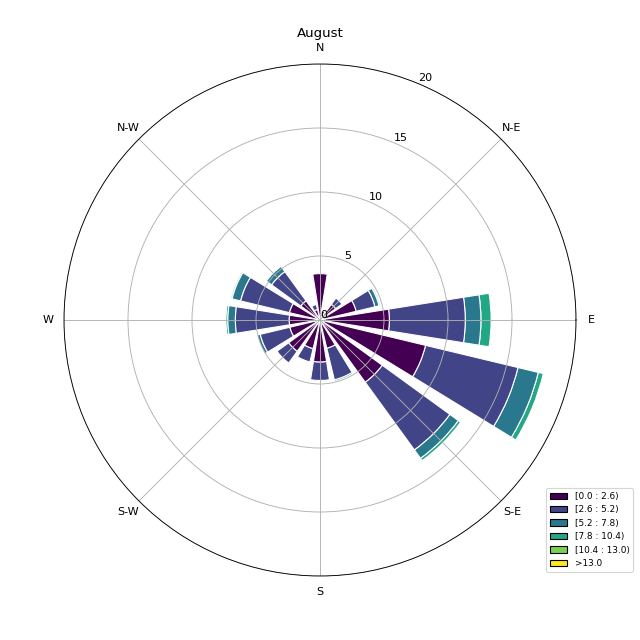 August
N
20
N-W
N-E
15
10
5
0
W
E
S-W
S-E
[0.0 : 2.6)
[2.6 : 5.2)
[5.2 : 7.8)
[7.8 : 10.4)
[10.4 : 13.0)
>13.0
S